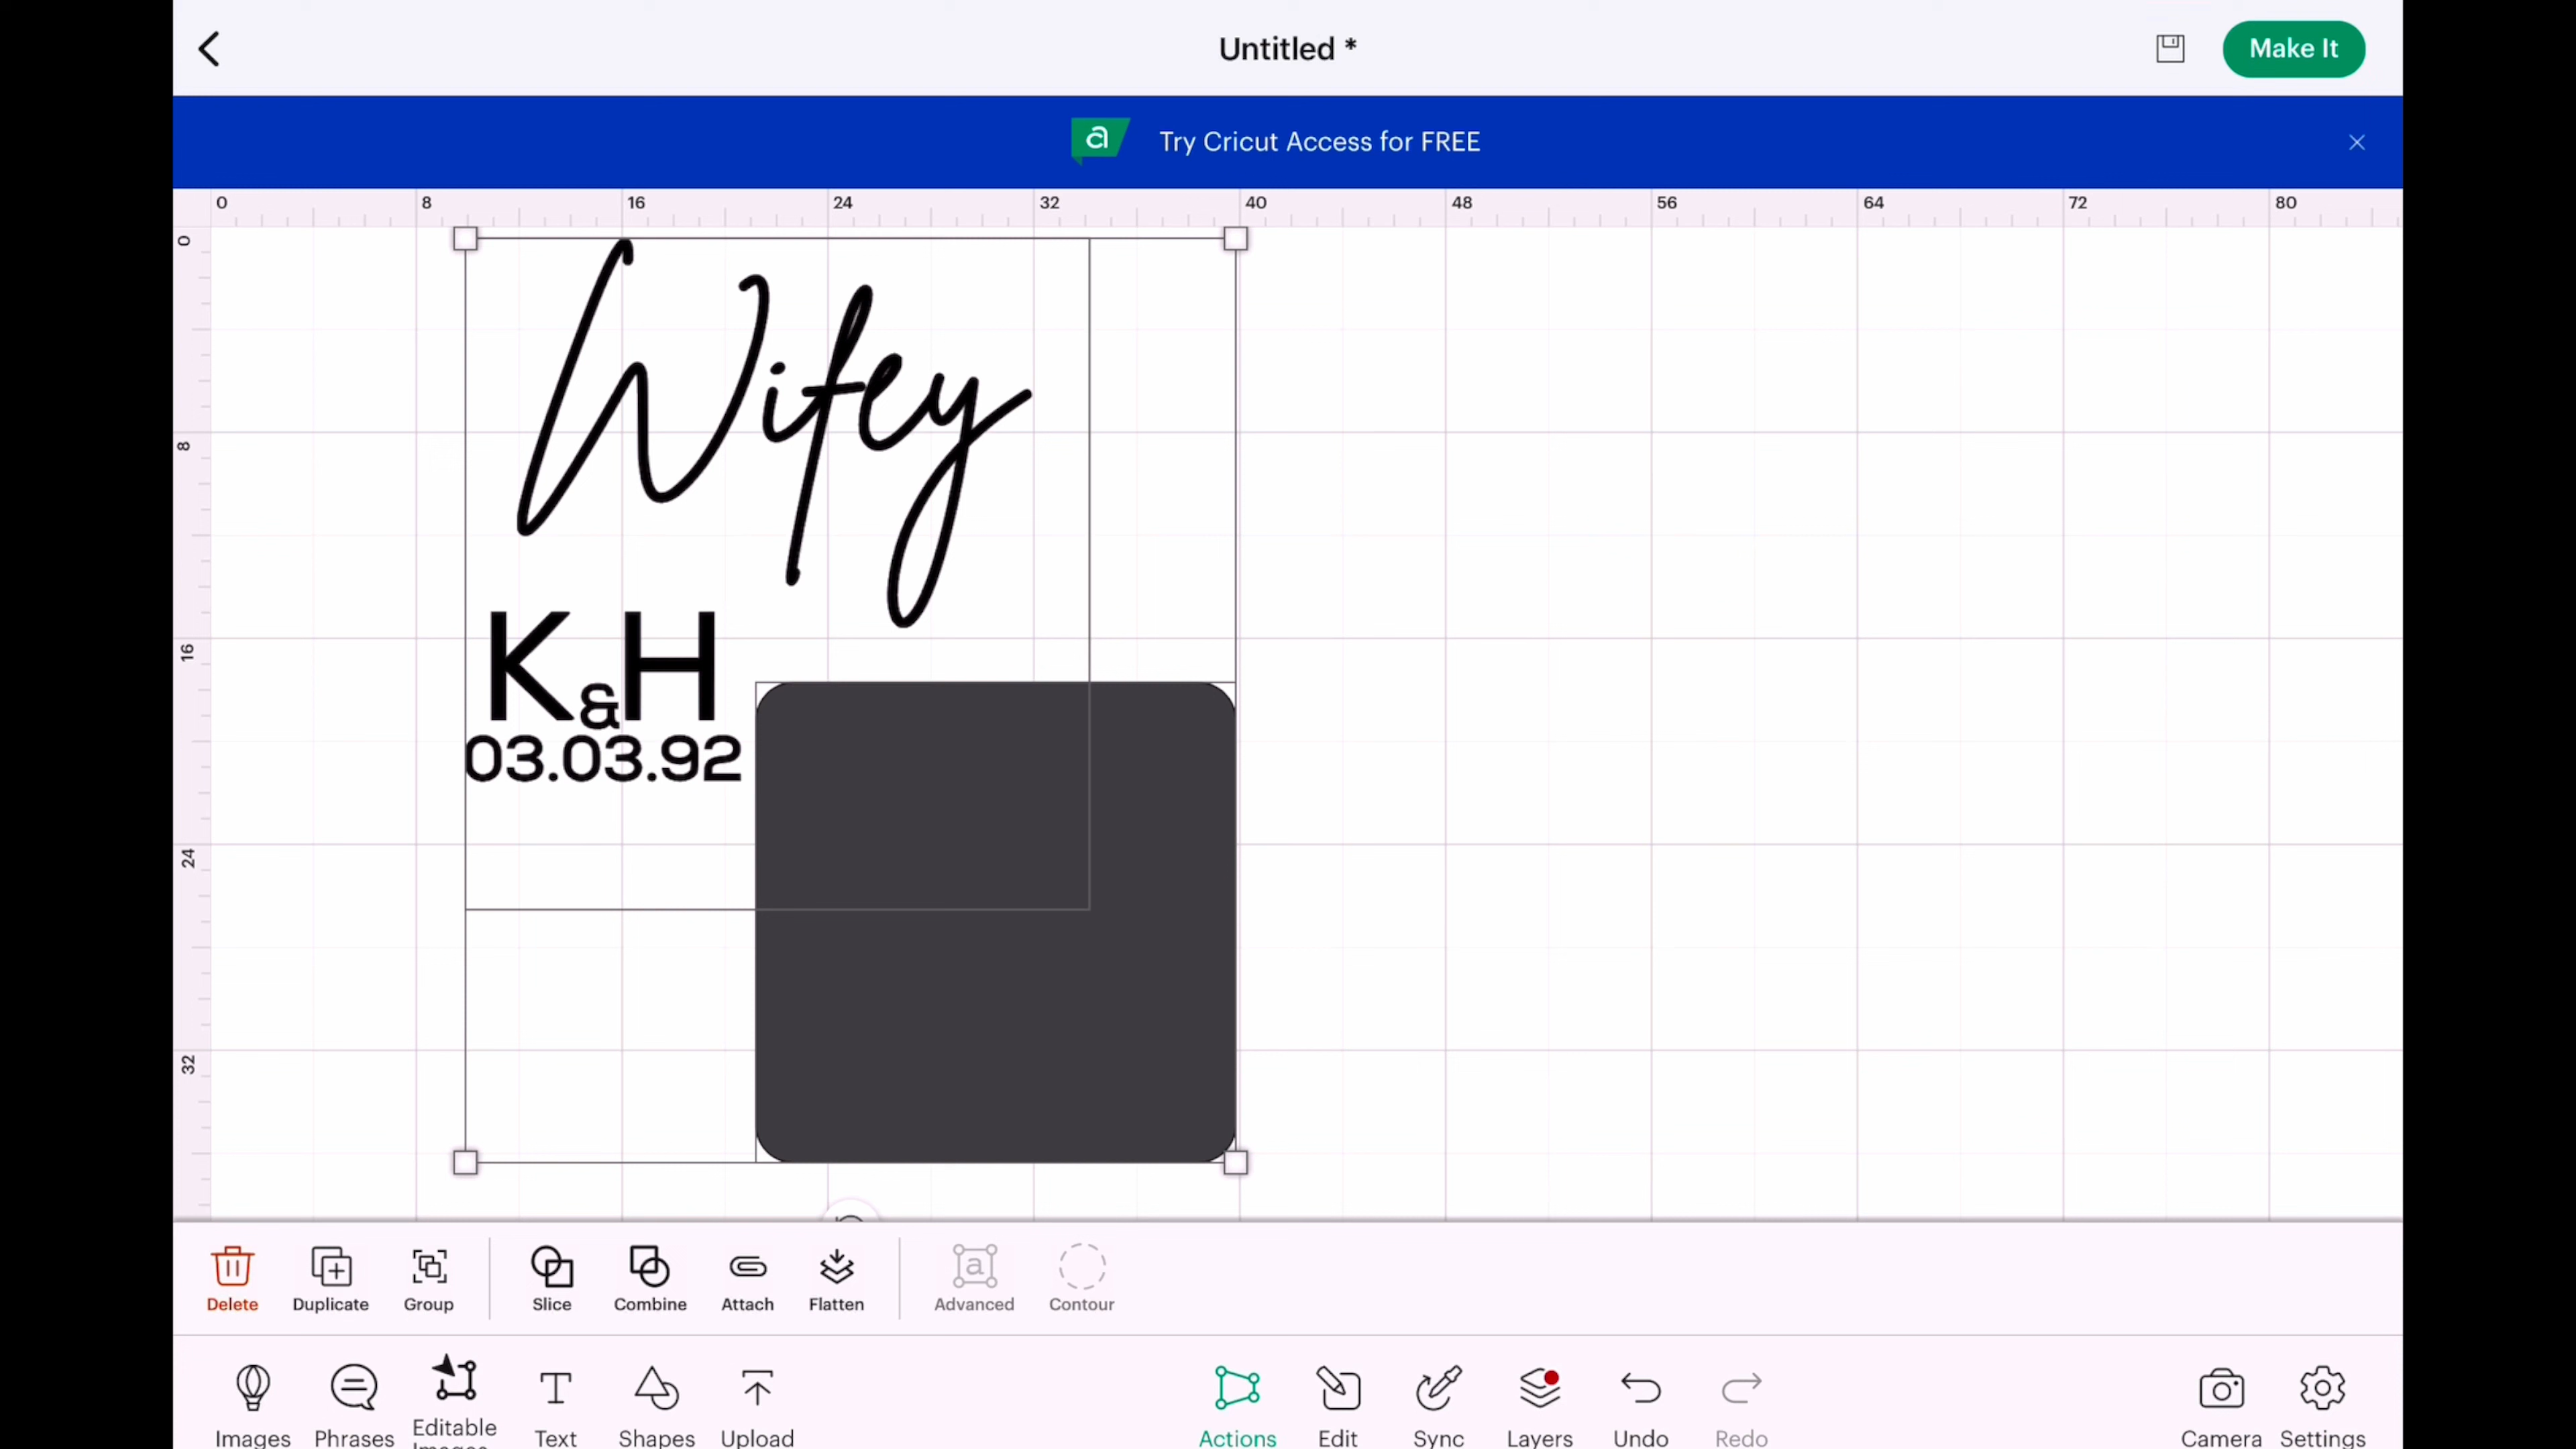 Untitled *
Make It
a Try Cricut Access for FREE
0 8 16 24 32 40 48 56 64 72 80
0
8
16
24
32
Wifey
K&H
03.03.92
Delete Duplicate Group Slice Combine Attach Flatten Advanced Contour
Images Phrases Editable Images Text Shapes Upload Actions Edit Sync Layers Undo Redo Camera Settings